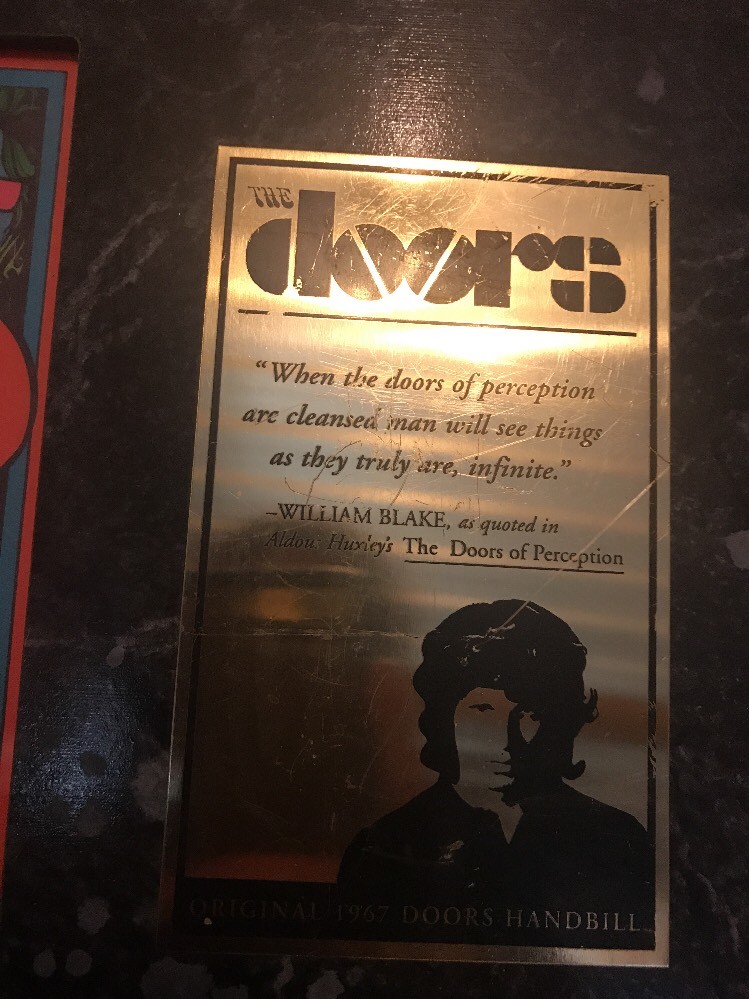 THE
doors
“When the doors of perception
are cleansed man will see things
as they truly are, infinite.”
–WILLIAM BLAKE, as quoted in
Aldous Huxley's The Doors of Perception
ORIGINAL 1967 DOORS HANDBILL